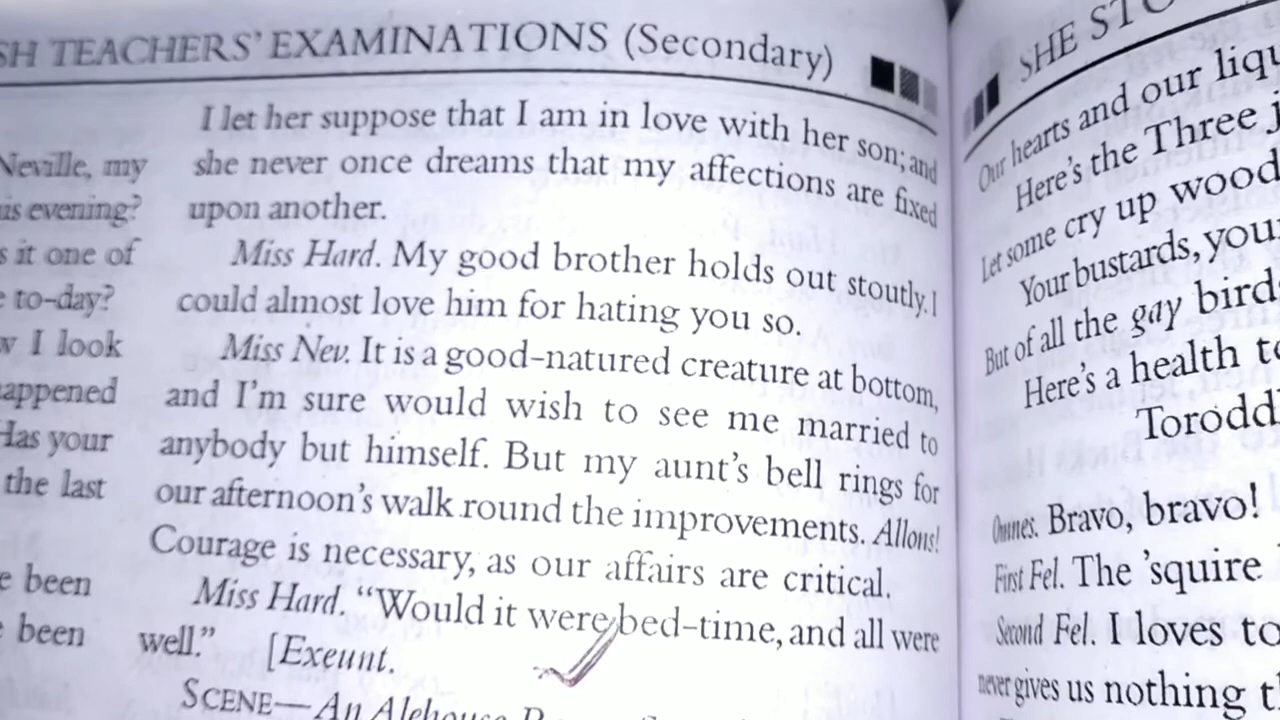 SH TEACHERS' EXAMINATIONS (Secondary)
Neville, my
is evening?
s it one of
e to-day?
w I look
appened
Has your
the last
e been
e been
I let her suppose that I am in love with her son; and
she never once dreams that my affections are fixed
upon another.
Miss Hard. My good brother holds out stoutly. I
could almost love him for hating you so.
Miss Nev. It is a good-natured creature at bottom,
and I'm sure would wish to see me married to
anybody but himself. But my aunt's bell rings for
our afternoon's walk round the improvements. Allons!
Courage is necessary, as our affairs are critical.
Miss Hard. “Would it were bed-time, and all were
well.” [Exeunt.
SCENE—An Alehouse
SHE STO
Our hearts and our liqu
Here's the Three J
Let some cry up wood
Your bustards, your
But of all the gay bird
Here's a health to
Torodd
Omnes. Bravo, bravo!
First Fel. The 'squire
Second Fel. I loves to
never gives us nothing th